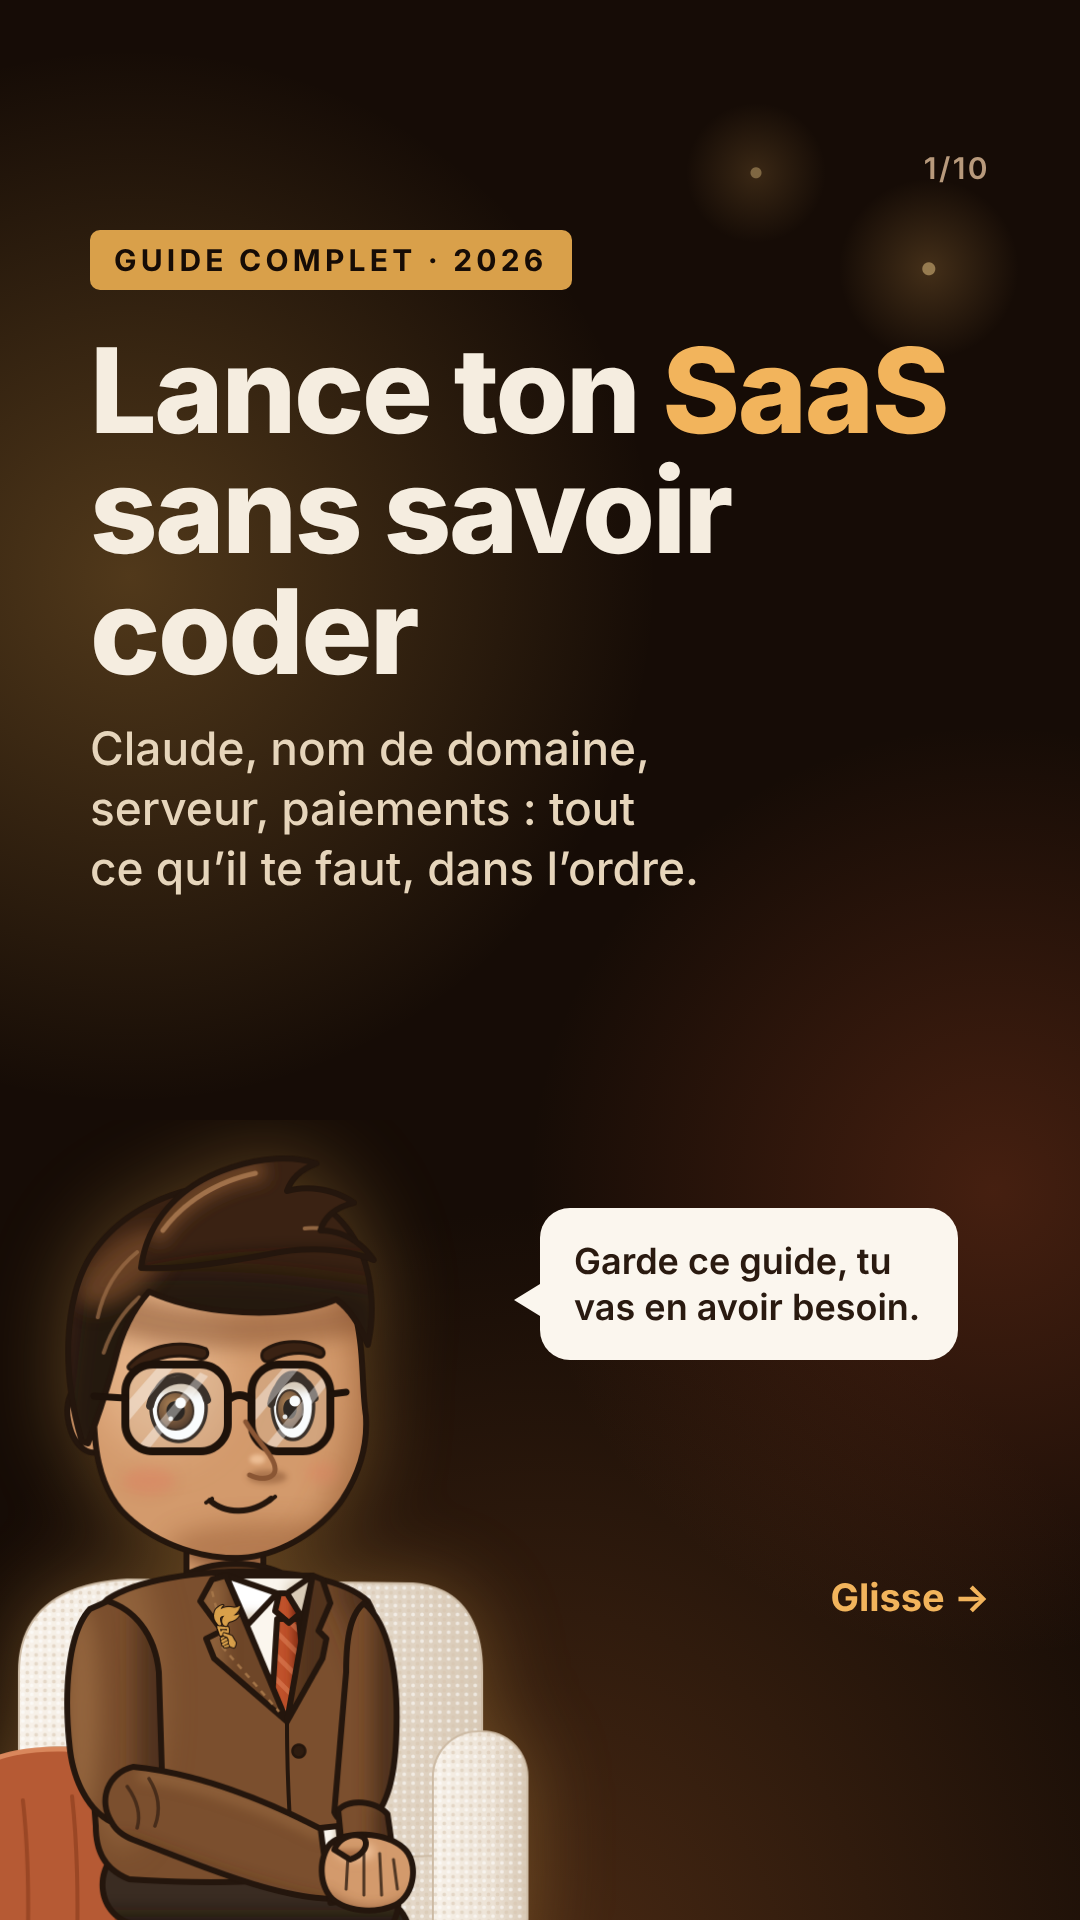 1/10
GUIDE COMPLET · 2026
Lance ton SaaS
sans savoir
coder
Claude, nom de domaine,
serveur, paiements : tout
ce qu’il te faut, dans l’ordre.
Garde ce guide, tu
vas en avoir besoin.
Glisse →